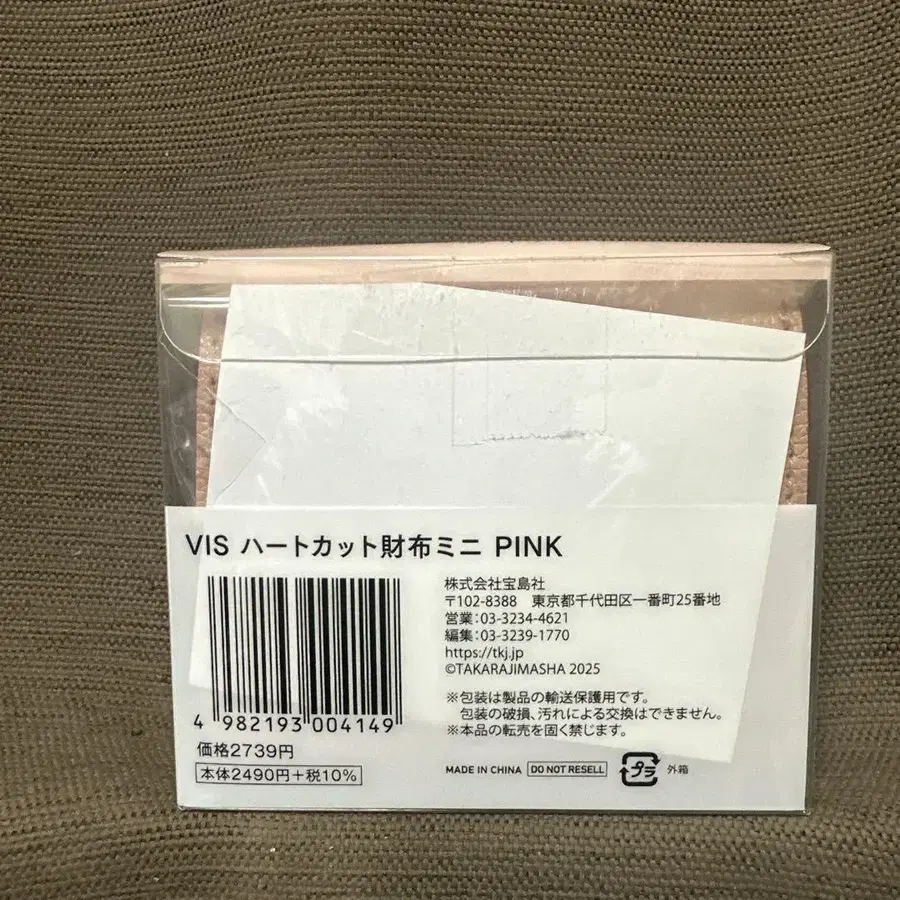 VIS ハートカット財布ミニ PINK
4 982193 004149
価格2739円
本体2490円+税10%
株式会社宝島社
〒102-8388 東京都千代田区一番町25番地
営業:03-3234-4621
編集:03-3239-1770
https://tkj.jp
©TAKARAJIMASHA 2025
※包装は製品の輸送保護用です。
包装の破損、汚れによる交換はできません。
※本品の転売を固く禁じます。
MADE IN CHINA DO NOT RESELL プラ 外箱